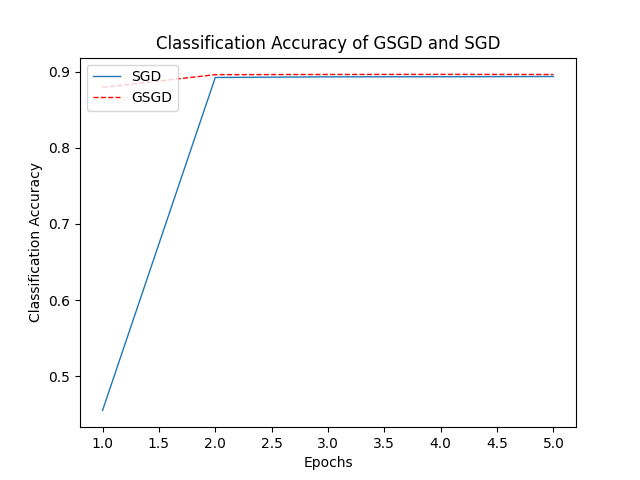 Classification Accuracy of GSGD and SGD
SGD
GSGD
0.9
0.8
0.7
0.6
0.5
Classification Accuracy
1.0 1.5 2.0 2.5 3.0 3.5 4.0 4.5 5.0
Epochs